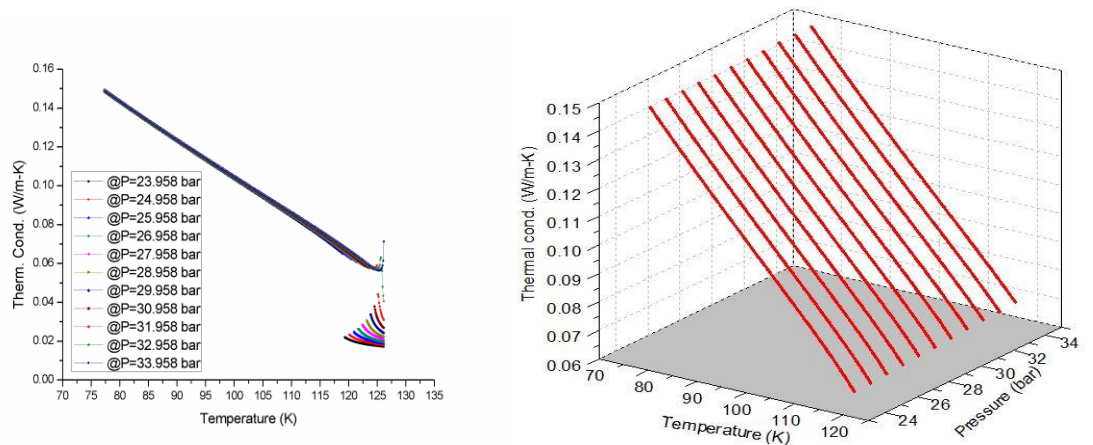 0.16
0.14
0.12
0.10
0.08
0.06
0.04
0.02
0.00
Therm. Cond. (W/m-K)
@P=23.958 bar
@P=24.958 bar
@P=25.958 bar
@P=26.958 bar
@P=27.958 bar
@P=28.958 bar
@P=29.958 bar
@P=30.958 bar
@P=31.958 bar
@P=32.958 bar
@P=33.958 bar
70 75 80 85 90 95 100 105 110 115 120 125 130 135
Temperature (K)
0.15
0.14
0.13
0.12
0.11
0.10
0.09
0.08
0.07
0.06
Thermal cond. (W/m-K)
70 80 90 100 110 120
Temperature (K)
24 26 28 30 32 34
Pressure (bar)